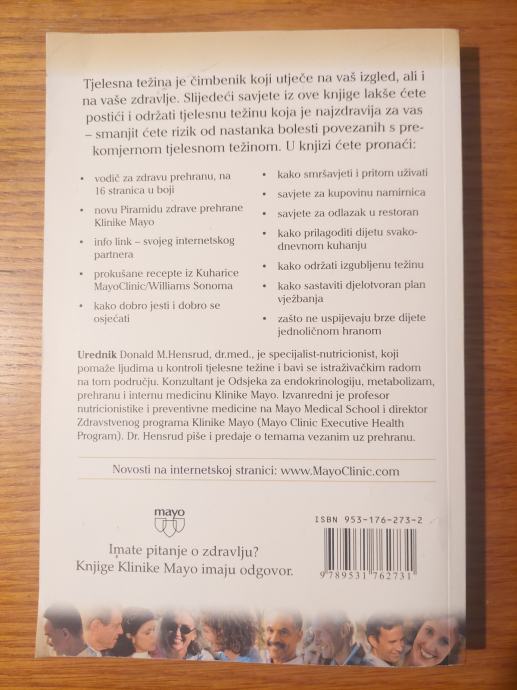 Tjelesna težina je čimbenik koji utječe na vaš izgled, ali i
na vaše zdravlje. Slijedeći savjete iz ove knjige lakše ćete
postići i održati tjelesnu težinu koja je najzdravija za vas
– smanjit ćete rizik od nastanka bolesti povezanih s pre-
komjernom tjelesnom težinom. U knjizi ćete pronaći:
• vodič za zdravu prehranu, na
16 stranica u boji
• novu Piramidu zdrave prehrane
Klinike Mayo
• info link – svojeg internetskog
partnera
• prokušane recepte iz Kuharice
MayoClinic/Williams Sonoma
• kako dobro jesti i dobro se
osjećati
• kako smršavjeti i pritom uživati
• savjete za kupovinu namirnica
• savjete za odlazak u restoran
• kako prilagoditi dijetu svako-
dnevnom kuhanju
• kako održati izgubljenu težinu
• kako sastaviti djelotvoran plan
vježbanja
• zašto ne uspijevaju brze dijete
jednoličnom hranom
Urednik Donald M.Hensrud, dr.med., je specijalist-nutricionist, koji
pomaže ljudima u kontroli tjelesne težine i bavi se istraživačkim radom
na tom području. Konzultant je Odsjeka za endokrinologiju, metabolizam,
prehranu i internu medicinu Klinike Mayo. Izvanredni je profesor
nutricionistike i preventivne medicine na Mayo Medical School i direktor
Zdravstvenog programa Klinike Mayo (Mayo Clinic Executive Health
Program). Dr. Hensrud piše i predaje o temama vezanim uz prehranu.
Novosti na internetskoj stranici: www.MayoClinic.com
mayo
Imate pitanje o zdravlju?
Knjige Klinike Mayo imaju odgovor.
ISBN 953-176-273-2
9 789531 762731